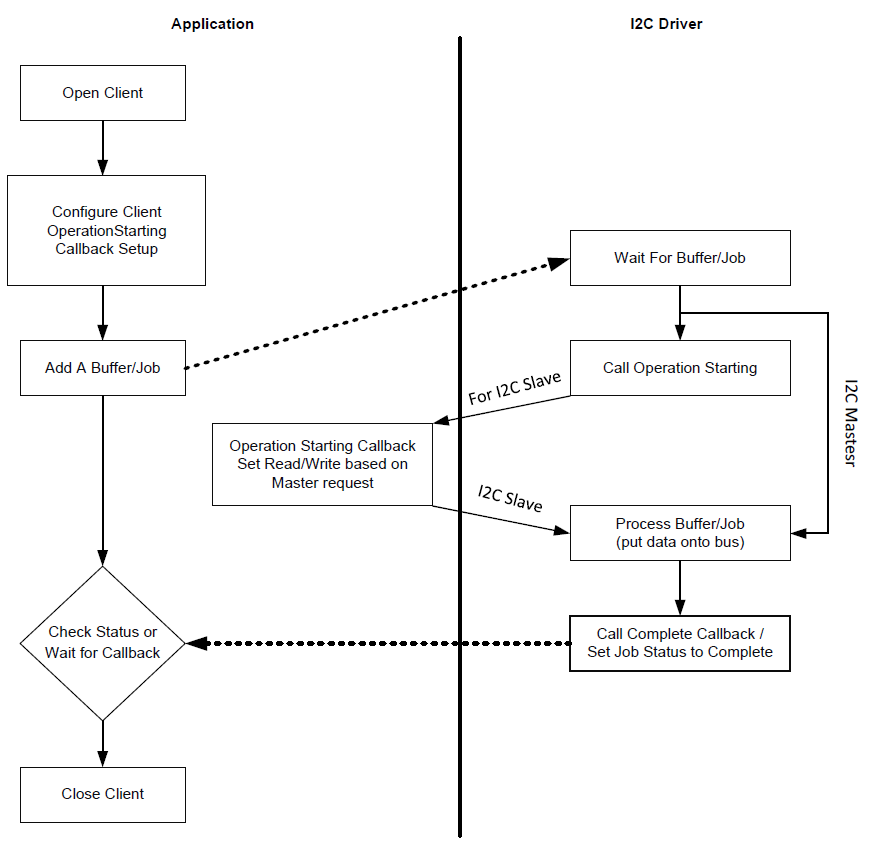 Application
I2C Driver
Open Client
Configure Client
OperationStarting
Callback Setup
Wait For Buffer/Job
Add A Buffer/Job
Call Operation Starting
For I2C Slave
I2C Mastesr
Operation Starting Callback
Set Read/Write based on
Master request
I2C Slave
Process Buffer/Job
(put data onto bus)
Check Status or
Wait for Callback
Call Complete Callback /
Set Job Status to Complete
Close Client